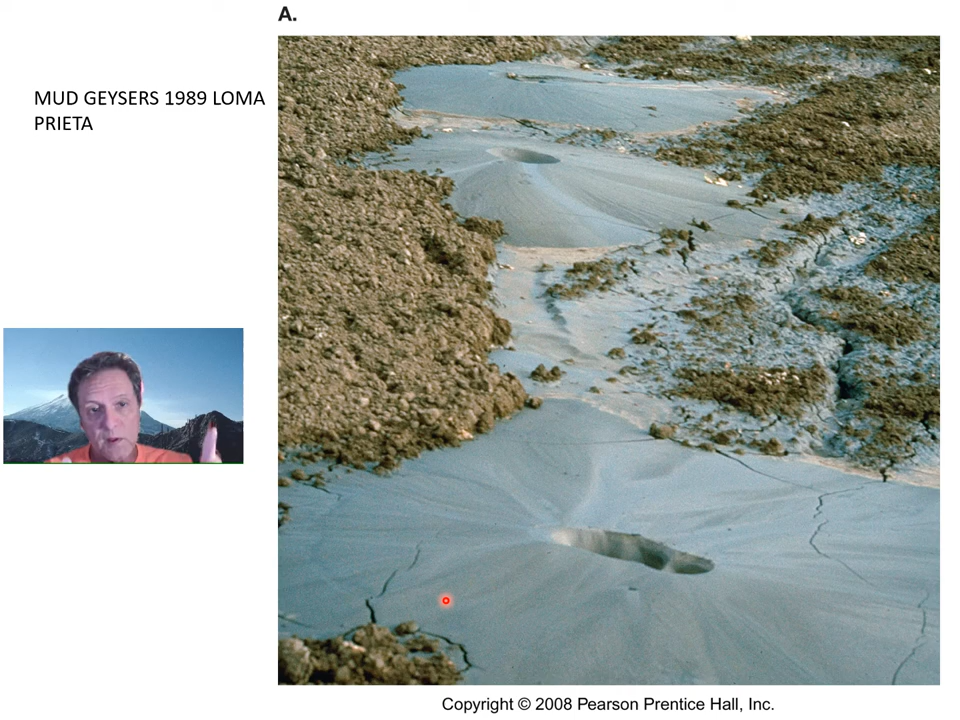 A.
MUD GEYSERS 1989 LOMA
PRIETA
Copyright © 2008 Pearson Prentice Hall, Inc.